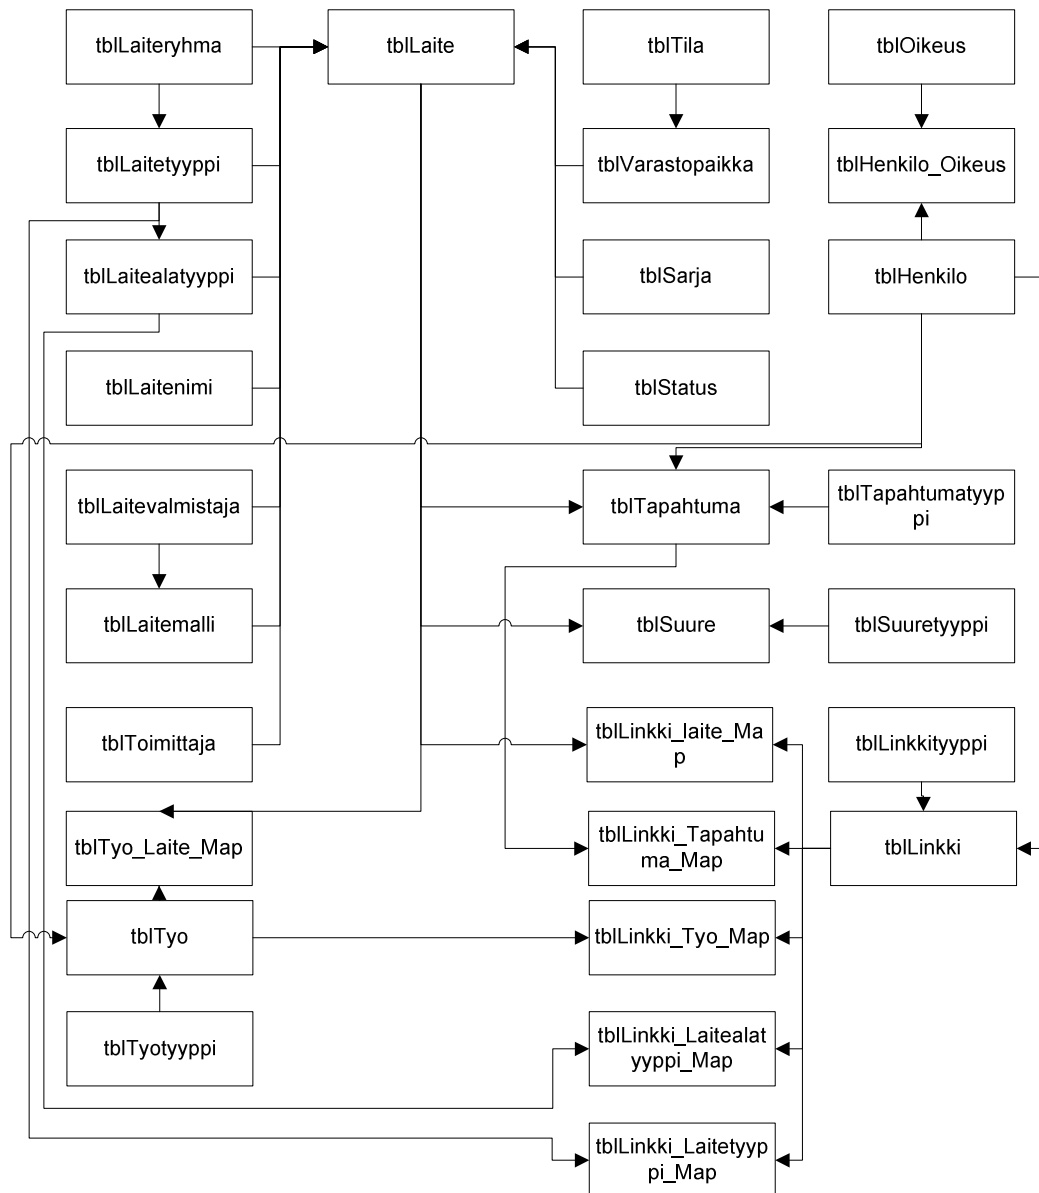 tblLaiteryhma
tblLaite
tblTila
tblOikeus
tblLaitetyyppi
tblVarastopaikka
tblHenkilo_Oikeus
tblLaitealatyyppi
tblSarja
tblHenkilo
tblLaitenimi
tblStatus
tblLaitevalmistaja
tblTapahtuma
tblTapahtumatyyp
pi
tblLaitemalli
tblSuure
tblSuuretyyppi
tblToimittaja
tblLinkki_laite_Ma
p
tblLinkkityyppi
tblTyo_Laite_Map
tblLinkki_Tapahtu
ma_Map
tblLinkki
tblTyo
tblLinkki_Tyo_Map
tblTyotyyppi
tblLinkki_Laitealat
yyppi_Map
tblLinkki_Laitetyyp
pi_Map